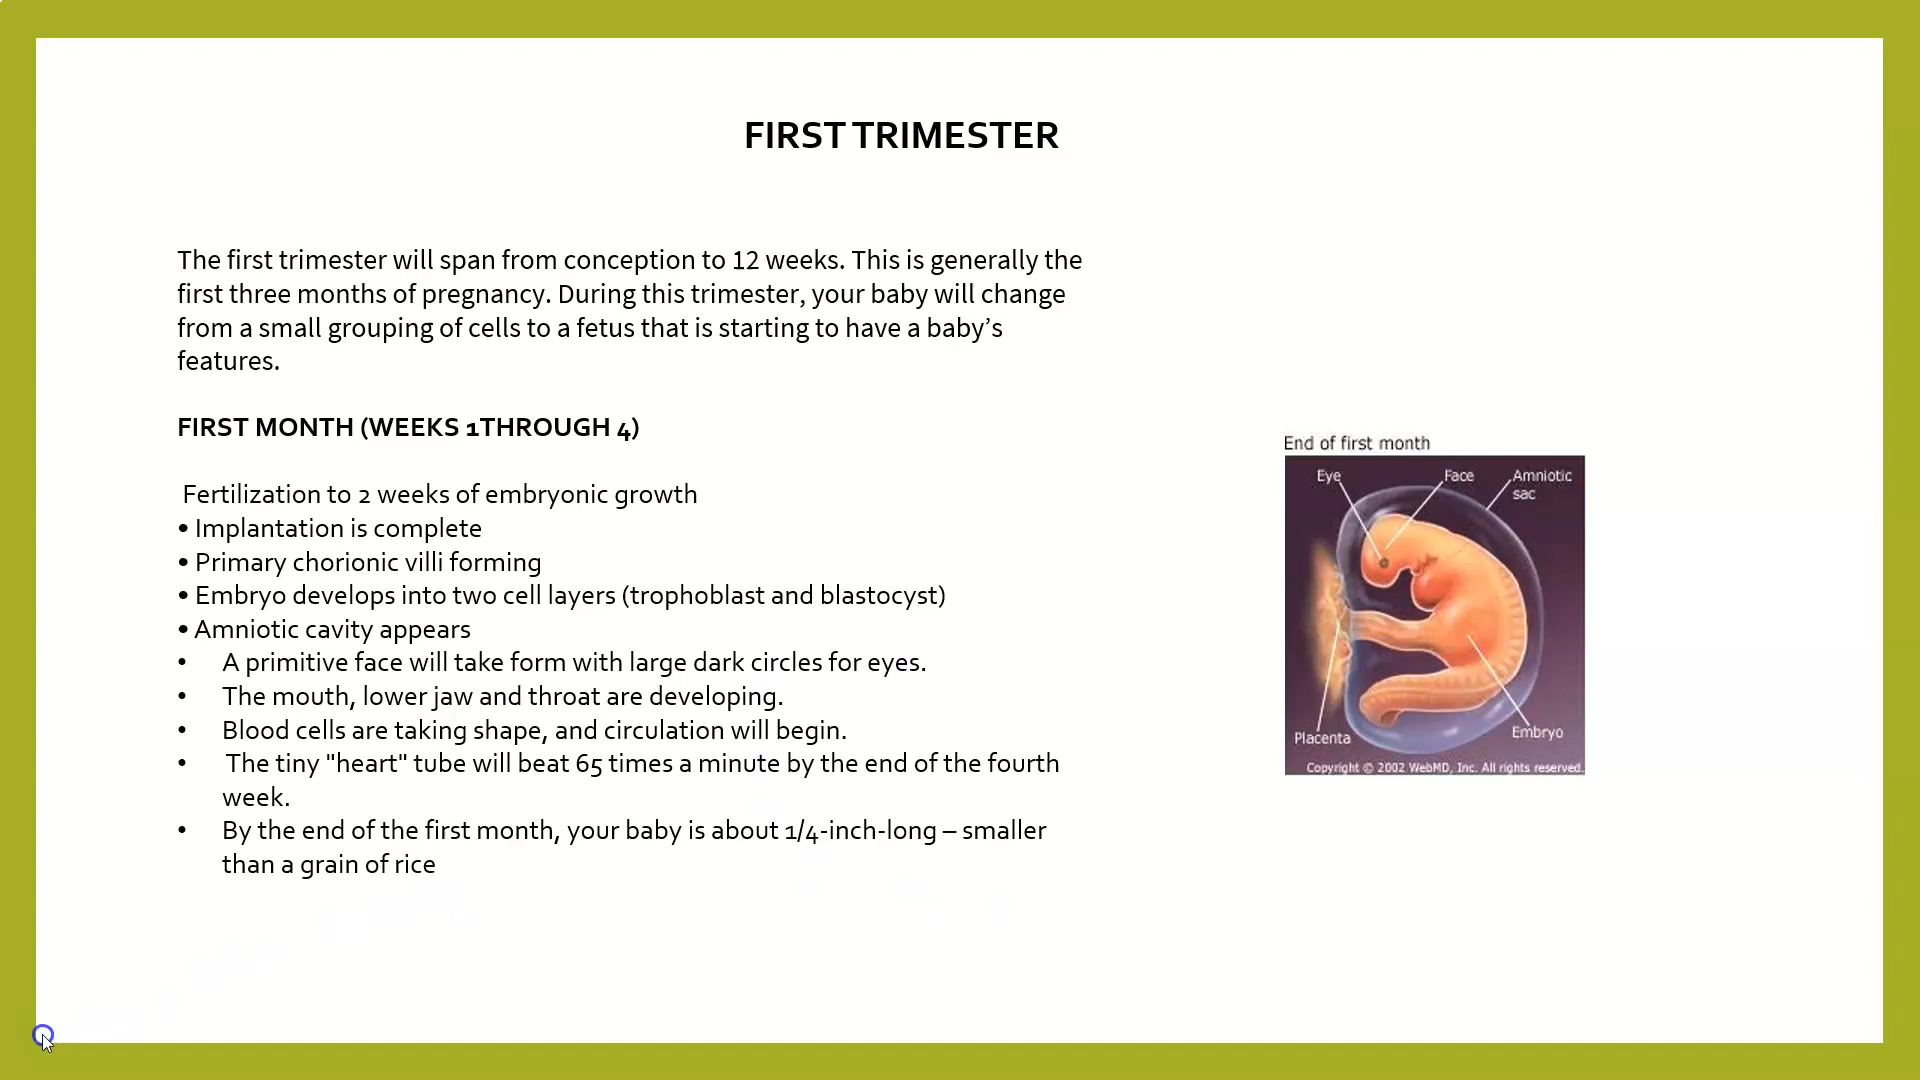 FIRST TRIMESTER
The first trimester will span from conception to 12 weeks. This is generally the
first three months of pregnancy. During this trimester, your baby will change
from a small grouping of cells to a fetus that is starting to have a baby’s
features.
FIRST MONTH (WEEKS 1THROUGH 4)
Fertilization to 2 weeks of embryonic growth
• Implantation is complete
• Primary chorionic villi forming
• Embryo develops into two cell layers (trophoblast and blastocyst)
• Amniotic cavity appears
• A primitive face will take form with large dark circles for eyes.
• The mouth, lower jaw and throat are developing.
• Blood cells are taking shape, and circulation will begin.
• The tiny "heart" tube will beat 65 times a minute by the end of the fourth
week.
• By the end of the first month, your baby is about 1/4-inch-long – smaller
than a grain of rice
End of first month
Eye
Face
Amniotic
sac
Placenta
Embryo
Copyright © 2002 WebMD, Inc. All rights reserved.